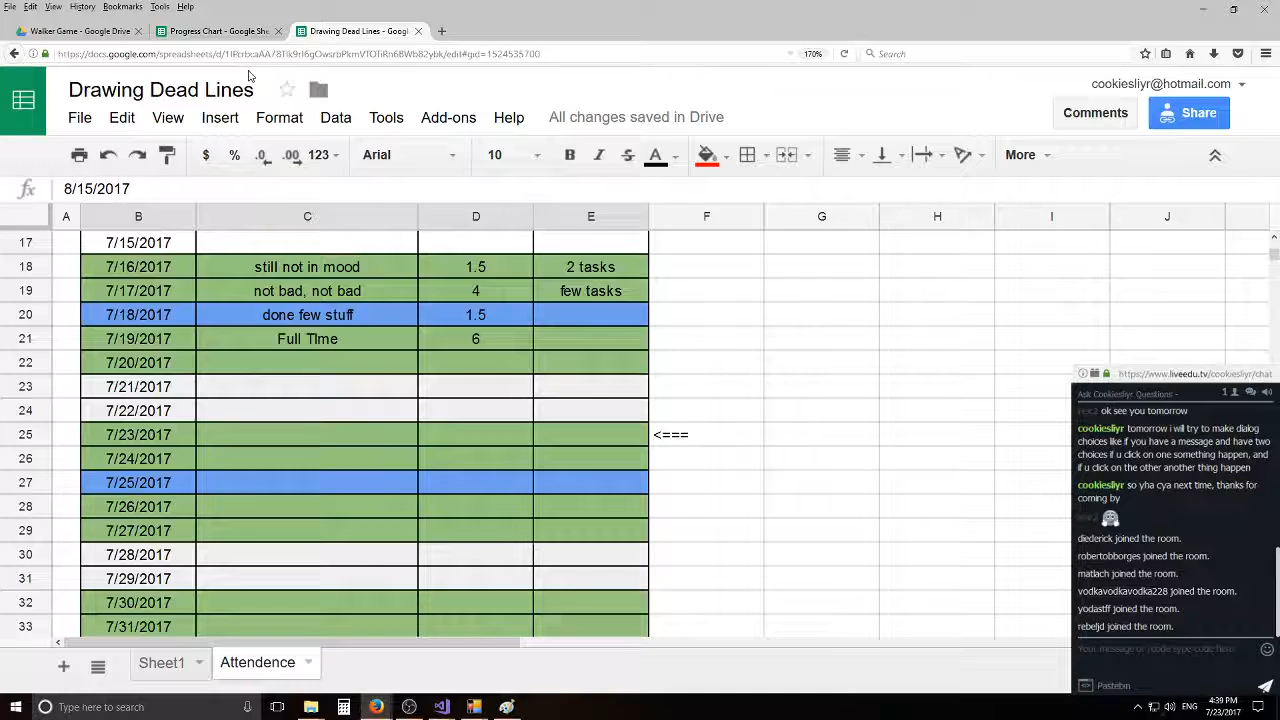 File Edit View History Bookmarks Tools Help
Walker Game - Google Drive
Progress Chart - Google She
Drawing Dead Lines - Googl
170%
Search
Drawing Dead Lines
cookiesliyr@hotmail.com
File Edit View Insert Format Data Tools Add-ons Help All changes saved in Drive
Comments
Share
$ % .0 .00 123 Arial 10 B I S A More
fx 8/15/2017
A B C D E F G H I J
17 7/15/2017
18 7/16/2017 still not in mood 1.5 2 tasks
19 7/17/2017 not bad, not bad 4 few tasks
20 7/18/2017 done few stuff 1.5
21 7/19/2017 Full TIme 6
22 7/20/2017
23 7/21/2017
24 7/22/2017
25 7/23/2017 <===
26 7/24/2017
27 7/25/2017
28 7/26/2017
29 7/27/2017
30 7/28/2017
31 7/29/2017
32 7/30/2017
33 7/31/2017
Sheet1
Attendence
https://www.liveedu.tv/cookiesliyr/chat
Ask Cookiesliyr Questions - 1
ok see you tomorrow
cookiesliyr tomorrow i will try to make dialog
choices like if you have a message and have two
choices if u click on one something happen, and
if u click on the other another thing happen
cookiesliyr so yha cya next time, thanks for
coming by
diederick joined the room.
robertobborges joined the room.
matlach joined the room.
vodkavodkavodka228 joined the room.
yodastff joined the room.
rebeljd joined the room.
Your message or /code type-code here
Pastebin
Type here to search
ENG
4:39 PM
7/23/2017